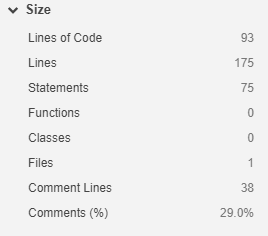 Size
Lines of Code 93
Lines 175
Statements 75
Functions 0
Classes 0
Files 1
Comment Lines 38
Comments (%) 29.0%